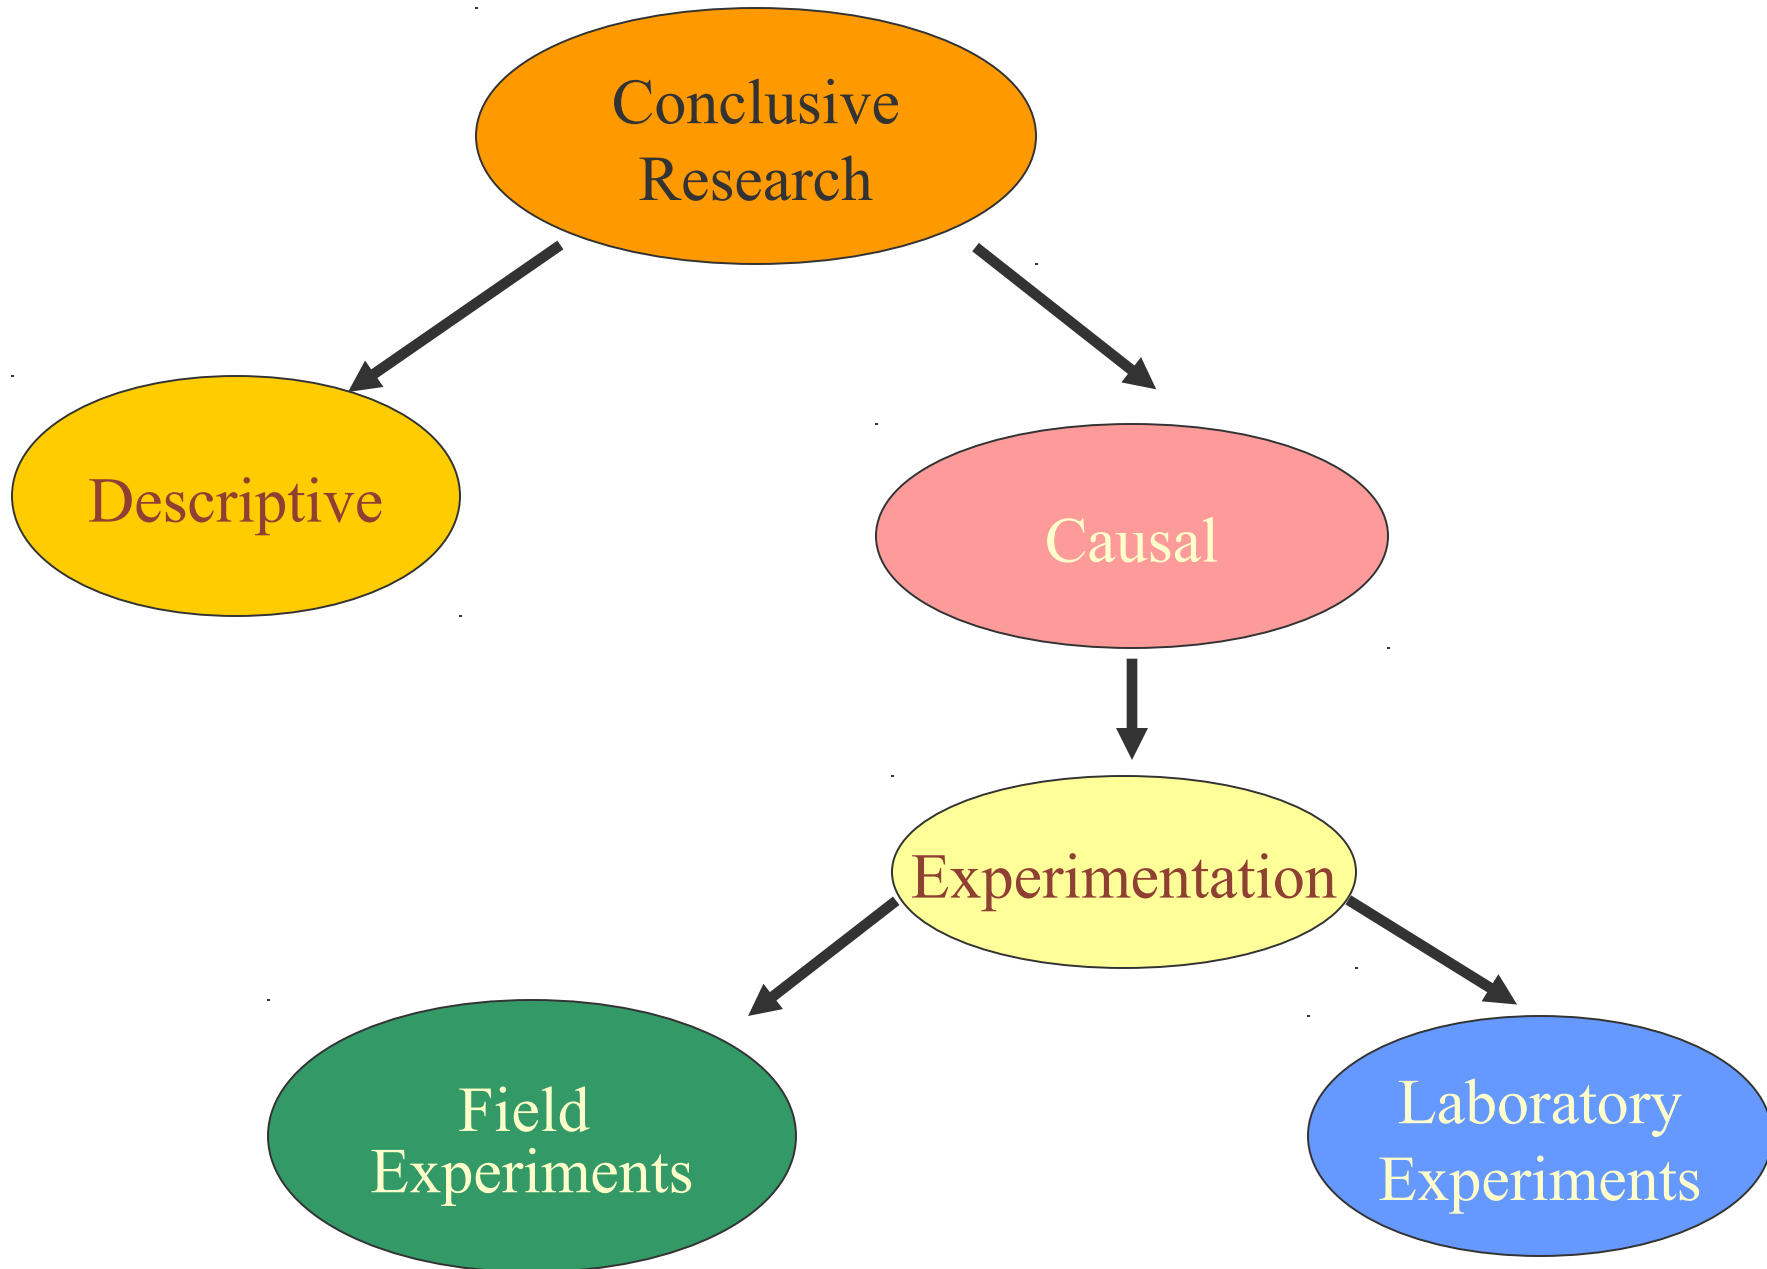 Conclusive
Research
Descriptive
Causal
Experimentation
Field
Experiments
Laboratory
Experiments